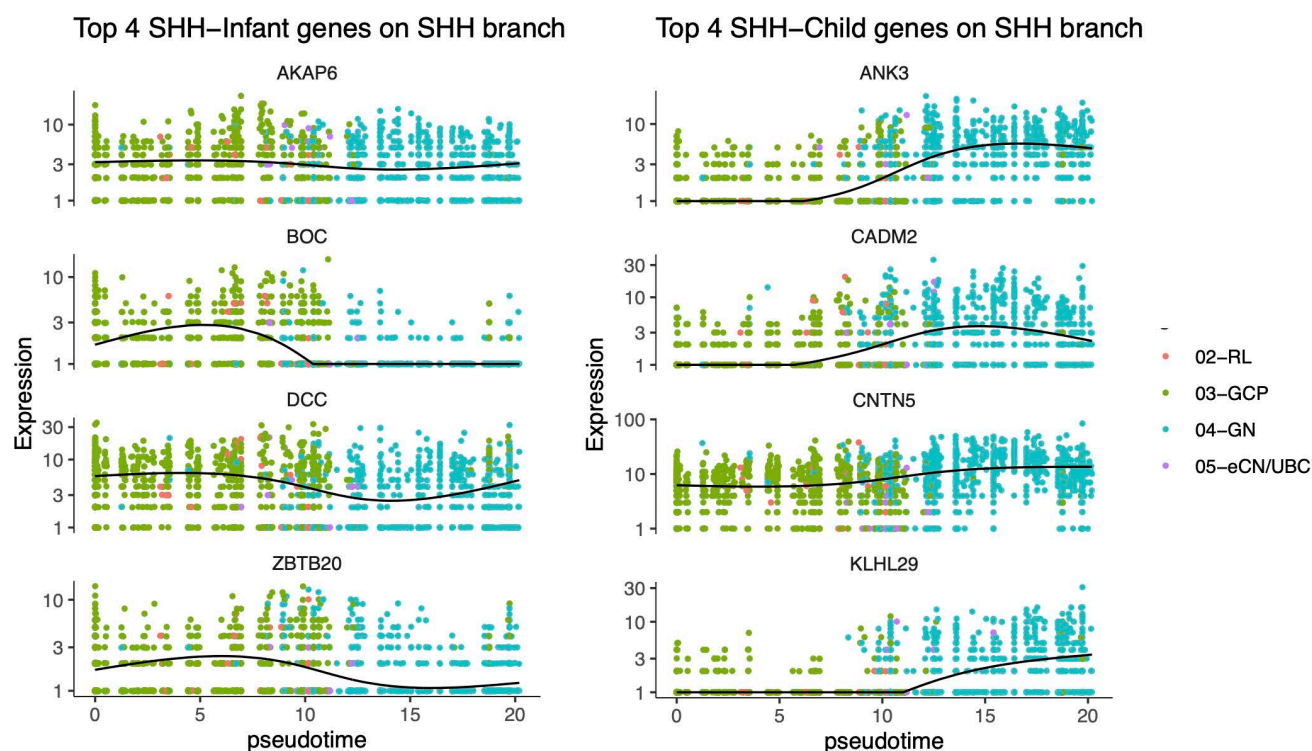 Top 4 SHH−Infant genes on SHH branch
AKAP6
10
3
1
BOC
10
3
1
DCC
30
10
3
1
ZBTB20
10
3
1
Expression
0 5 10 15 20
pseudotime
Top 4 SHH−Child genes on SHH branch
ANK3
10
3
1
CADM2
30
10
3
1
CNTN5
100
10
1
KLHL29
30
10
3
1
Expression
0 5 10 15 20
pseudotime
02−RL
03−GCP
04−GN
05−eCN/UBC